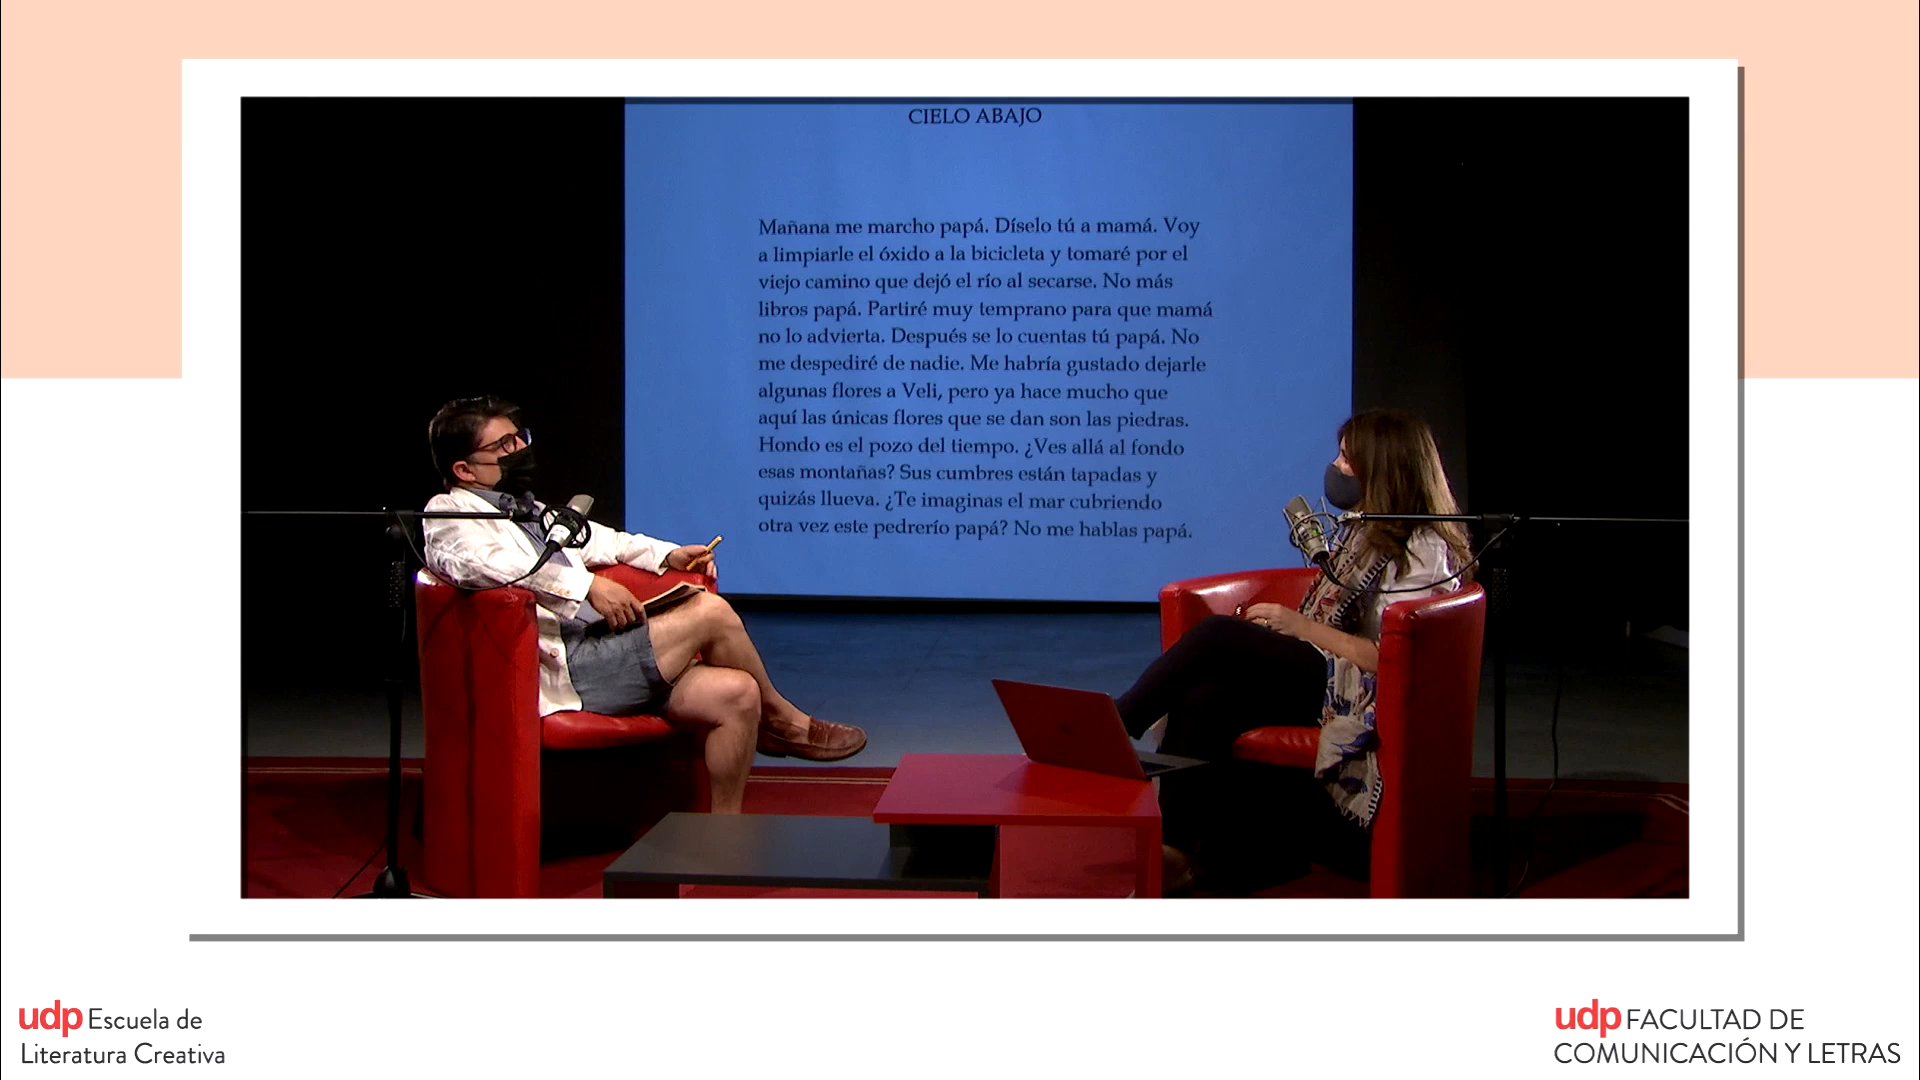 CIELO ABAJO
Mañana me marcho papá. Díselo tú a mamá. Voy
a limpiarle el óxido a la bicicleta y tomaré por el
viejo camino que dejó el río al secarse. No más
libros papá. Partiré muy temprano para que mamá
no lo advierta. Después se lo cuentas tú papá. No
me despediré de nadie. Me habría gustado dejarle
algunas flores a Veli, pero ya hace mucho que
aquí las únicas flores que se dan son las piedras.
Hondo es el pozo del tiempo. ¿Ves allá al fondo
esas montañas? Sus cumbres están tapadas y
quizás llueva. ¿Te imaginas el mar cubriendo
otra vez este pedrerío papá? No me hablas papá.
udp Escuela de
Literatura Creativa
udp FACULTAD DE
COMUNICACIÓN Y LETRAS